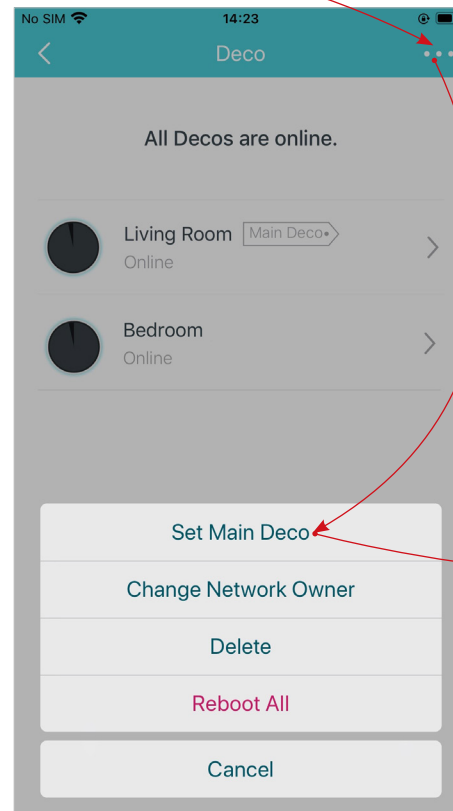 No SIM 14:23
Deco
All Decos are online.
Living Room Main Deco
Online
Bedroom
Online
Set Main Deco
Change Network Owner
Delete
Reboot All
Cancel